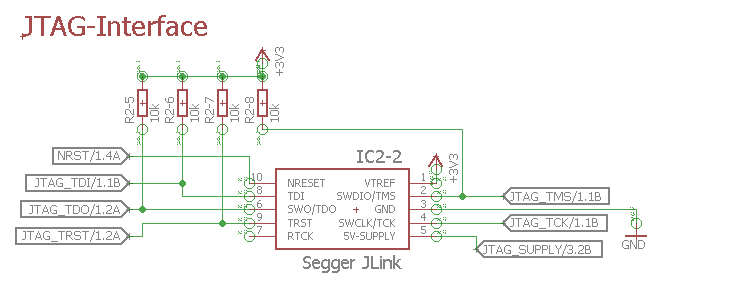 JTAG-Interface
+3V3
R2-5
10k
R2-6
10k
R2-7
10k
R2-8
10k
NRST/1.4A
JTAG_TDI/1.1B
JTAG_TDO/1.2A
JTAG_TRST/1.2A
IC2-2
+3V3
10 NRESET VTREF 1
8 TDI SWDIO/TMS 2
6 SWO/TDO GND 3
9 TRST SWCLK/TCK 4
7 RTCK 5V-SUPPLY 5
Segger JLink
JTAG_TMS/1.1B
JTAG_TCK/1.1B
JTAG_SUPPLY/3.2B
GND